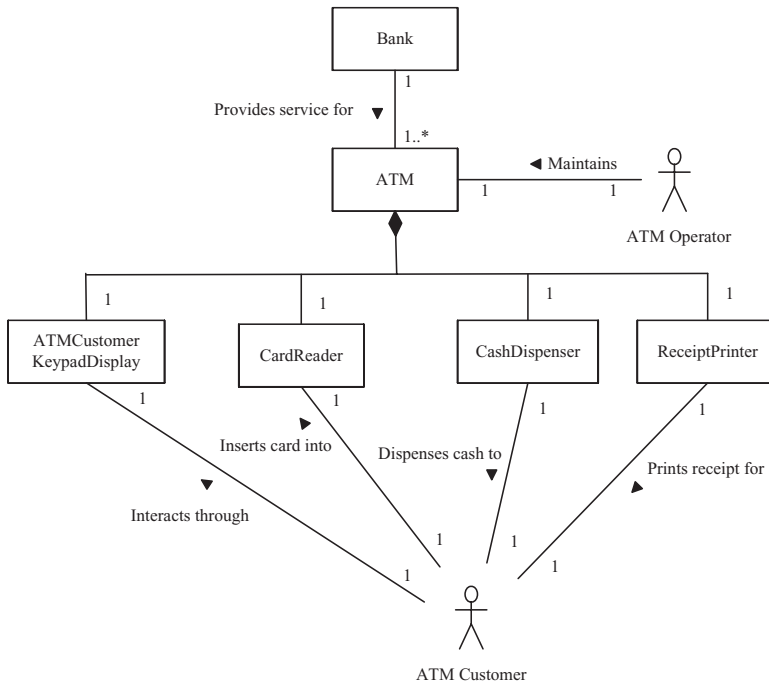 Bank
1
Provides service for
1..*
ATM
Maintains
1
1
ATM Operator
1
1
1
1
ATMCustomer
KeypadDisplay
CardReader
CashDispenser
ReceiptPrinter
1
1
1
1
Inserts card into
Dispenses cash to
Prints receipt for
Interacts through
1
1
1
1
ATM Customer